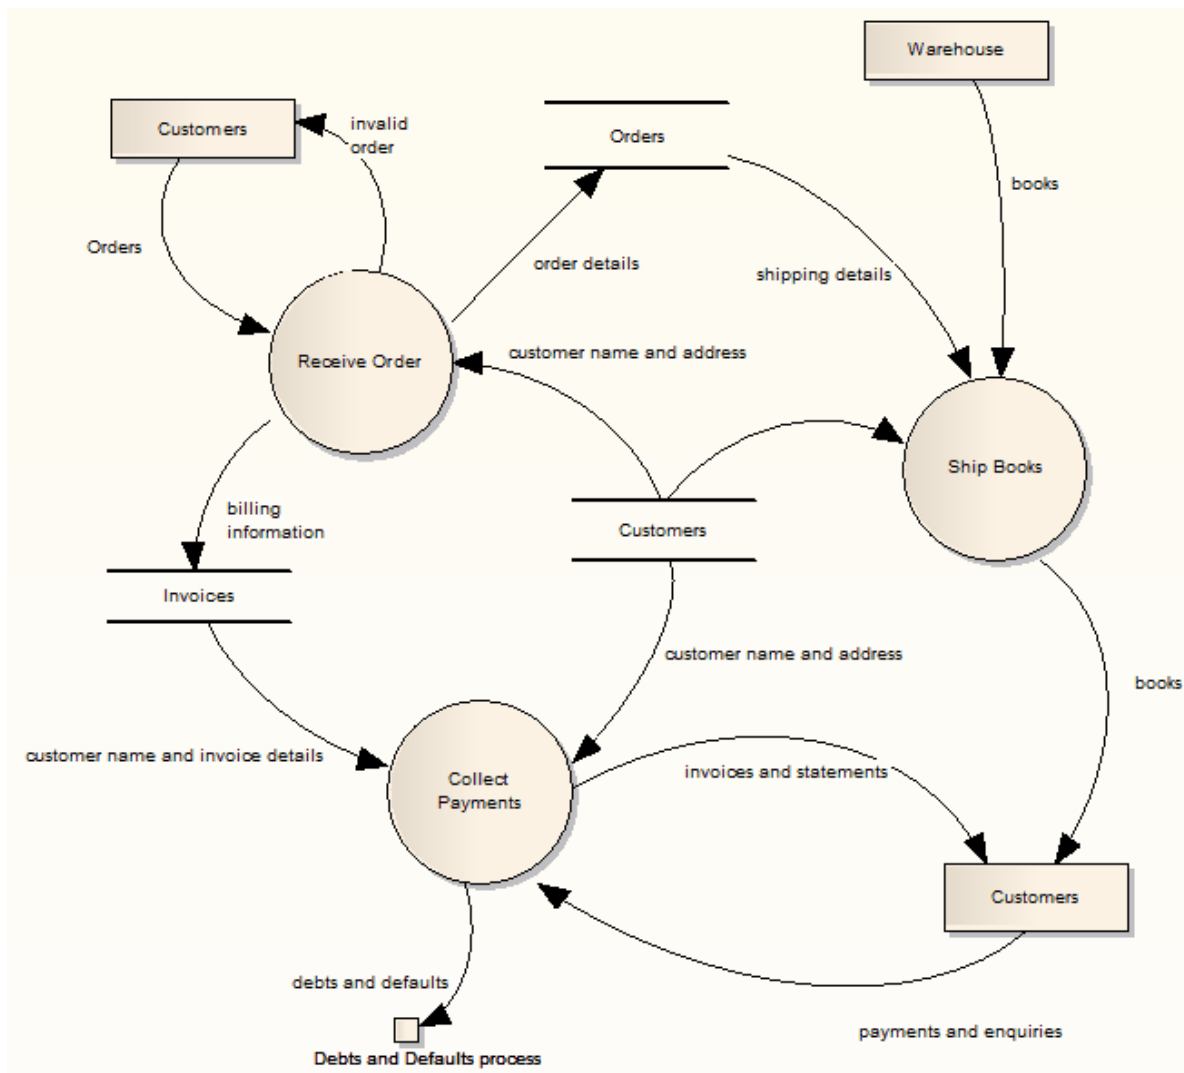 Warehouse
Customers
invalid
order
Orders
books
Orders
order details
shipping details
customer name and address
Receive Order
Ship Books
billing
information
Customers
Invoices
customer name and address
books
customer name and invoice details
invoices and statements
Collect
Payments
Customers
debts and defaults
payments and enquiries
Debts and Defaults process